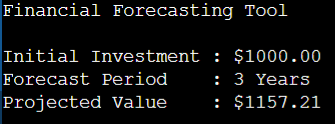 Financial Forecasting Tool
Initial Investment : $1000.00
Forecast Period    : 3 Years
Projected Value    : $1157.21